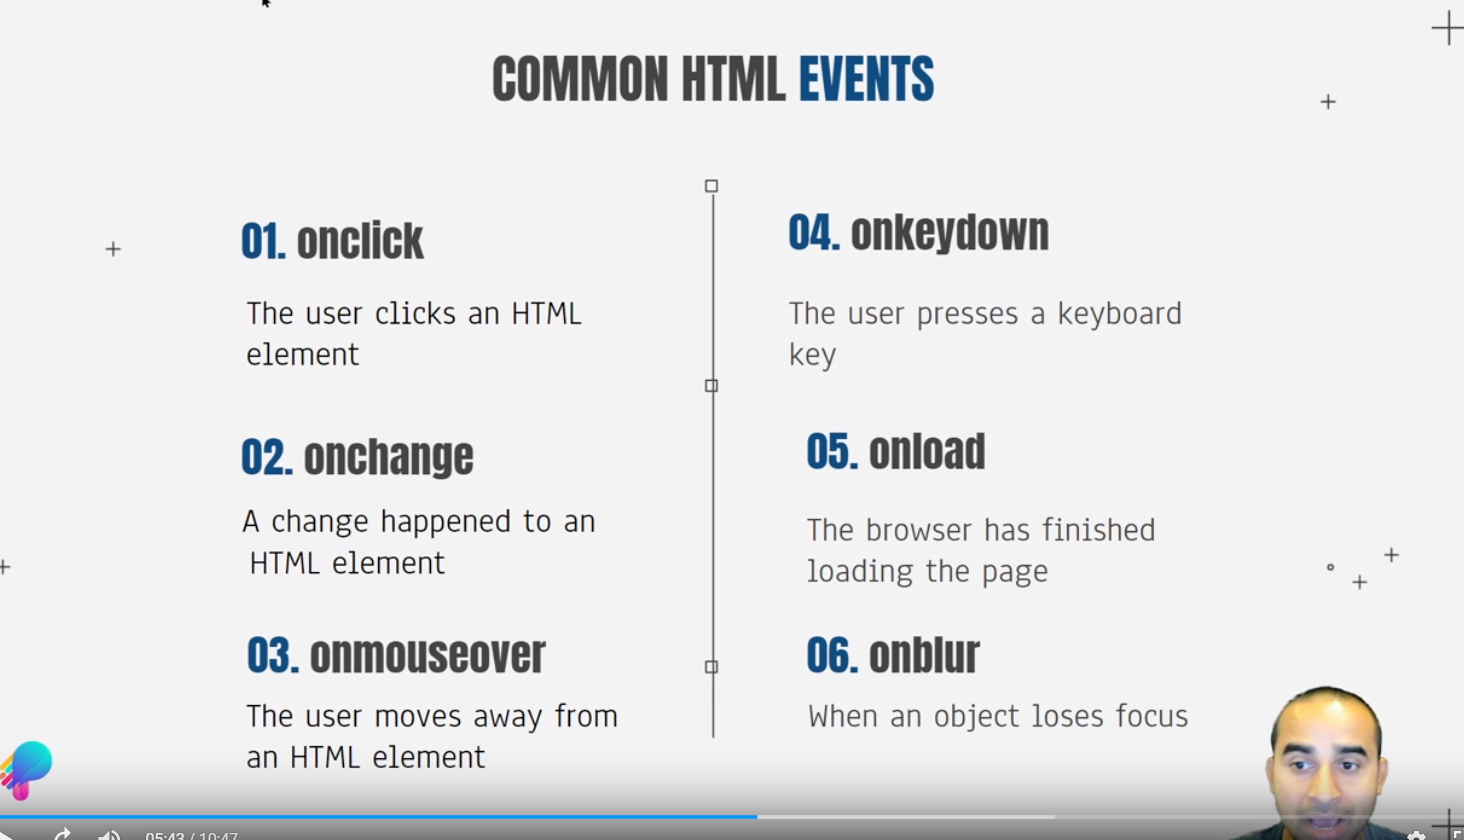 COMMON HTML EVENTS
01. onclick
The user clicks an HTML
element
02. onchange
A change happened to an
HTML element
03. onmouseover
The user moves away from
an HTML element
04. onkeydown
The user presses a keyboard
key
05. onload
The browser has finished
loading the page
06. onblur
When an object loses focus
05:43 / 10:47